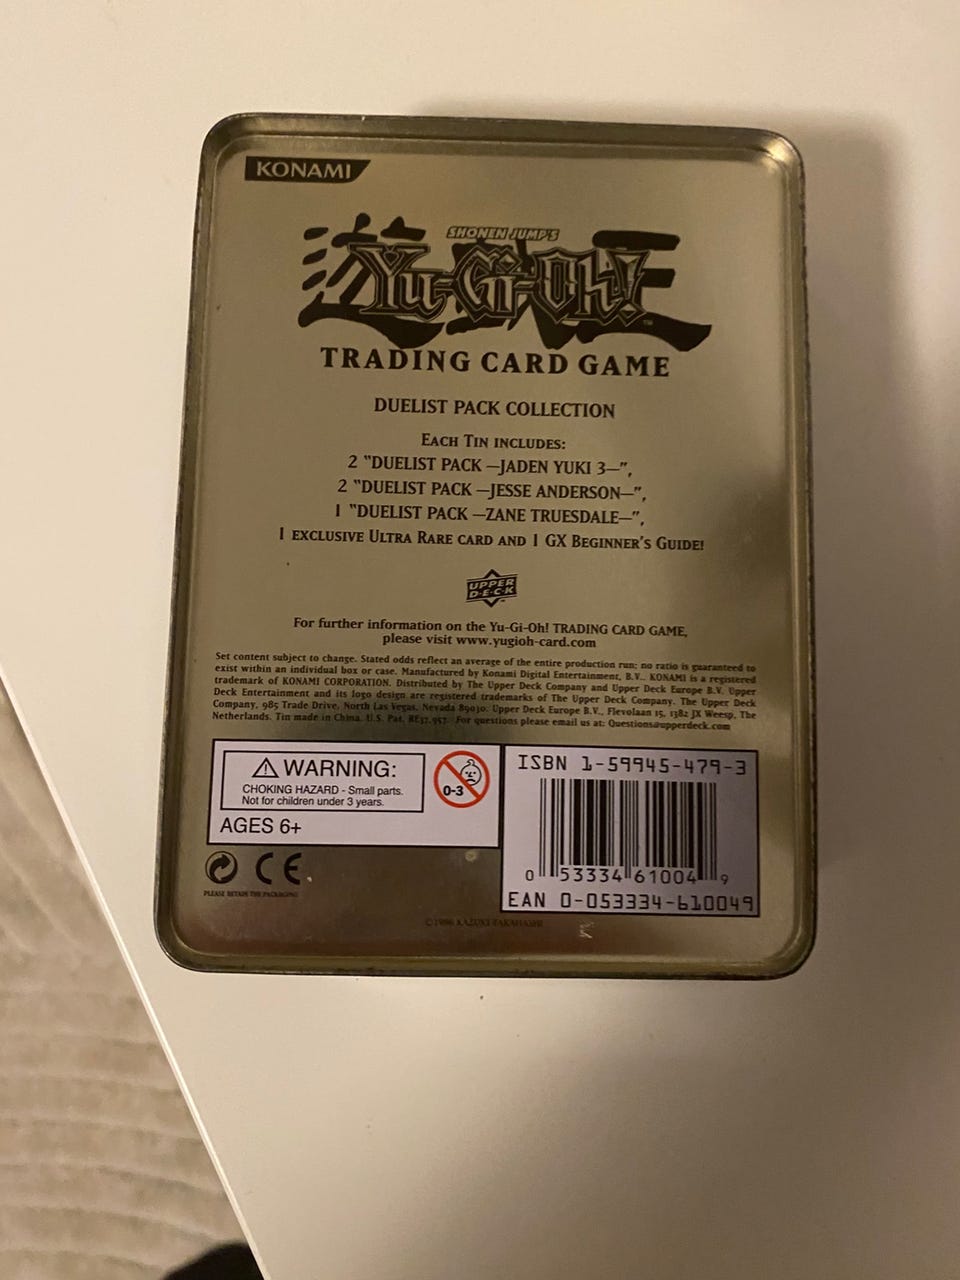 KONAMI
SHONEN JUMP'S
遊戯王
Yu-Gi-Oh!
TM
TRADING CARD GAME
DUELIST PACK COLLECTION
EACH TIN INCLUDES:
2 "DUELIST PACK —JADEN YUKI 3—",
2 "DUELIST PACK —JESSE ANDERSON—",
1 "DUELIST PACK —ZANE TRUESDALE—",
1 EXCLUSIVE ULTRA RARE CARD AND 1 GX BEGINNER'S GUIDE!
UPPER
D•E•C•K
For further information on the Yu-Gi-Oh! TRADING CARD GAME,
please visit www.yugioh-card.com
Set content subject to change. Stated odds reflect an average of the entire production run; no ratio is guaranteed to
exist within an individual box or case. Manufactured by Konami Digital Entertainment, B.V.. KONAMI is a registered
trademark of KONAMI CORPORATION. Distributed by The Upper Deck Company and Upper Deck Europe B.V. Upper
Deck Entertainment and its logo design are registered trademarks of The Upper Deck Company. The Upper Deck
Company, 985 Trade Drive, North Las Vegas, Nevada 89030. Upper Deck Europe B.V., Flevolaan 15, 1382 JX Weesp, The
Netherlands. Tin made in China. U.S. Pat. RE37,957. For questions please email us at: Questions@upperdeck.com
WARNING:
CHOKING HAZARD - Small parts.
Not for children under 3 years.
0-3
AGES 6+
CE
PLEASE RETAIN THE PACKAGING
ISBN 1-59945-479-3
0 53334 61004 9
EAN 0-053334-610049
©1996 KAZUKI TAKAHASHI